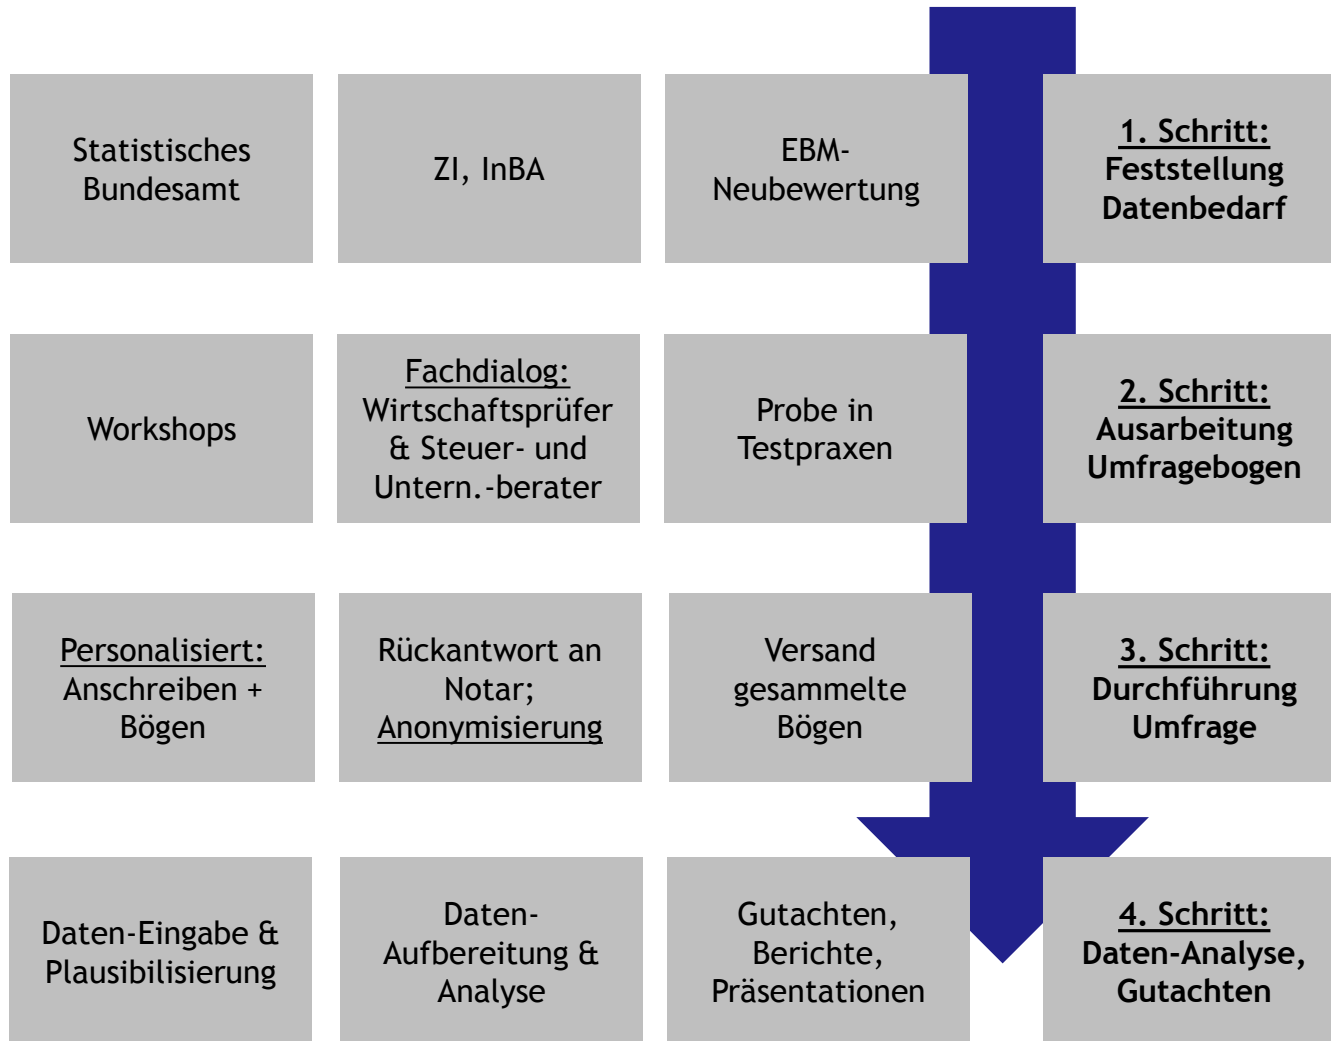 Statistisches
Bundesamt
ZI, InBA
EBM-
Neubewertung
1. Schritt:
Feststellung
Datenbedarf
Workshops
Fachdialog:
Wirtschaftsprüfer
& Steuer- und
Untern.-berater
Probe in
Testpraxen
2. Schritt:
Ausarbeitung
Umfragebogen
Personalisiert:
Anschreiben +
Bögen
Rückantwort an
Notar;
Anonymisierung
Versand
gesammelte
Bögen
3. Schritt:
Durchführung
Umfrage
Daten-Eingabe &
Plausibilisierung
Daten-
Aufbereitung &
Analyse
Gutachten,
Berichte,
Präsentationen
4. Schritt:
Daten-Analyse,
Gutachten